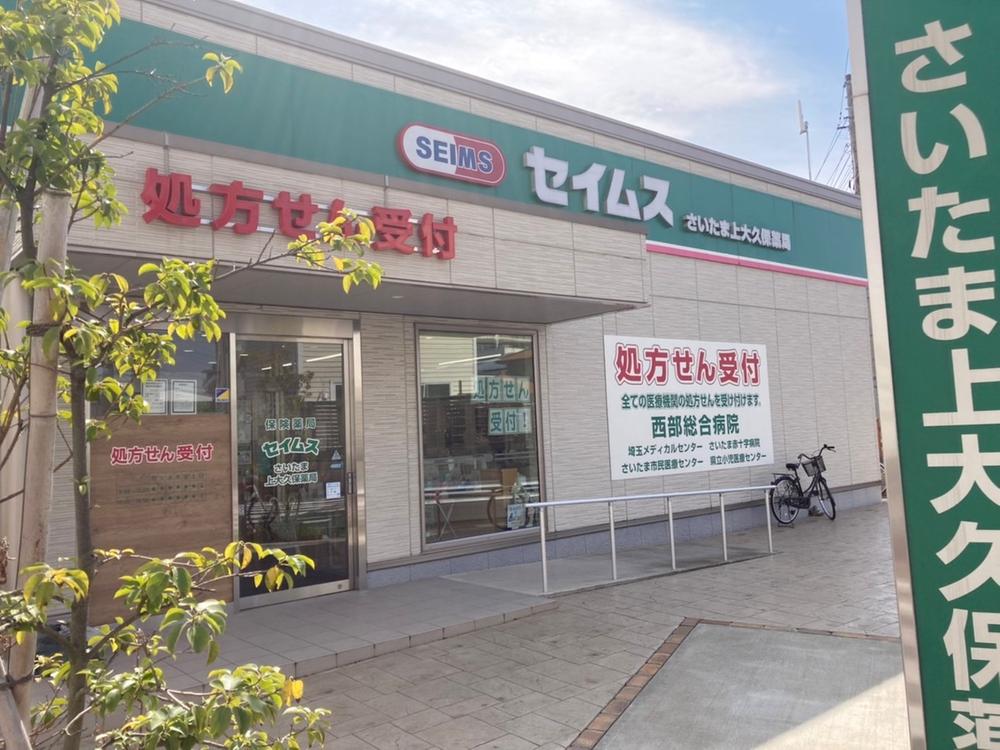 SEIMS
セイムス
さいたま上大久保薬局
処方せん受付
処方せん受付
全ての医療機関の処方せんを受け付けます。
西部総合病院
埼玉メディカルセンター さいたま赤十字病院
さいたま市民医療センター 県立小児医療センター
処方せん
受付!
保険薬局
セイムス
さいたま
上大久保薬局
処方せん受付
さいたま上大久保薬